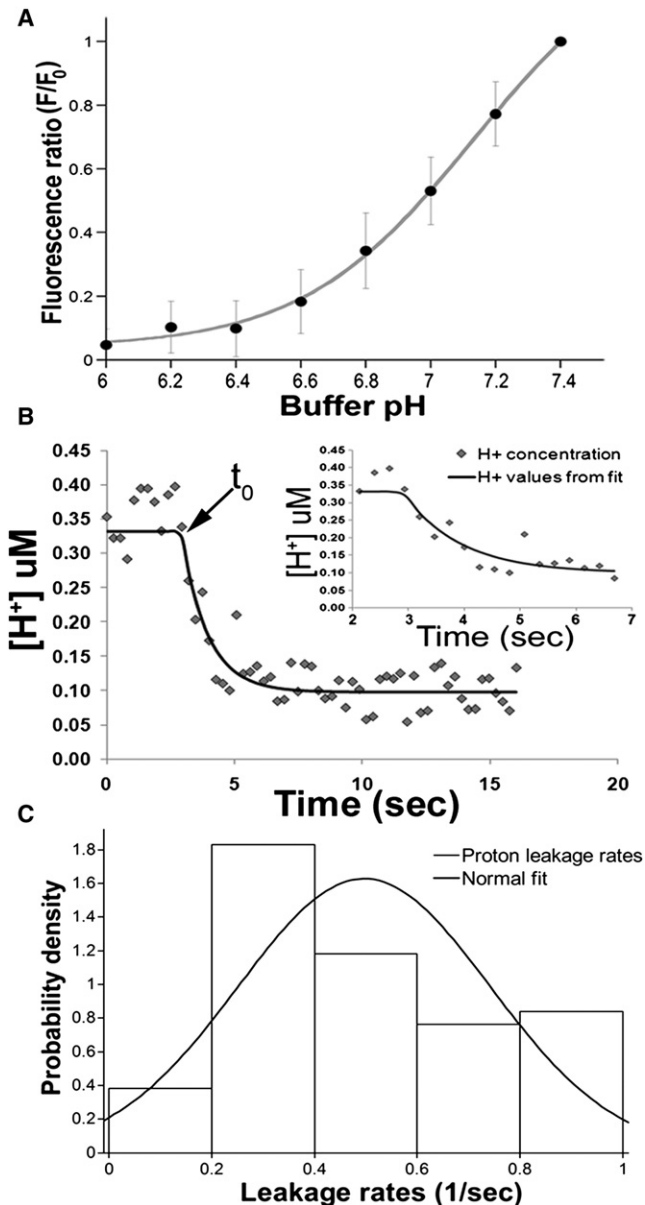 A
Fluorescence ratio (F/F0)
1
0.8
0.6
0.4
0.2
0
6 6.2 6.4 6.6 6.8 7 7.2 7.4
Buffer pH
B
[H+] uM
0.45
0.40
0.35
0.30
0.25
0.20
0.15
0.10
0.05
0.00
t0
0 5 10 15 20
Time (sec)
[H+] uM
0.45
0.40
0.35
0.30
0.25
0.20
0.15
0.10
0.05
0.00
H+ concentration
H+ values from fit
2 3 4 5 6 7
Time (sec)
C
Probability density
1.8
1.6
1.4
1.2
1
0.8
0.6
0.4
0.2
0
Proton leakage rates
Normal fit
0 0.2 0.4 0.6 0.8 1
Leakage rates (1/sec)